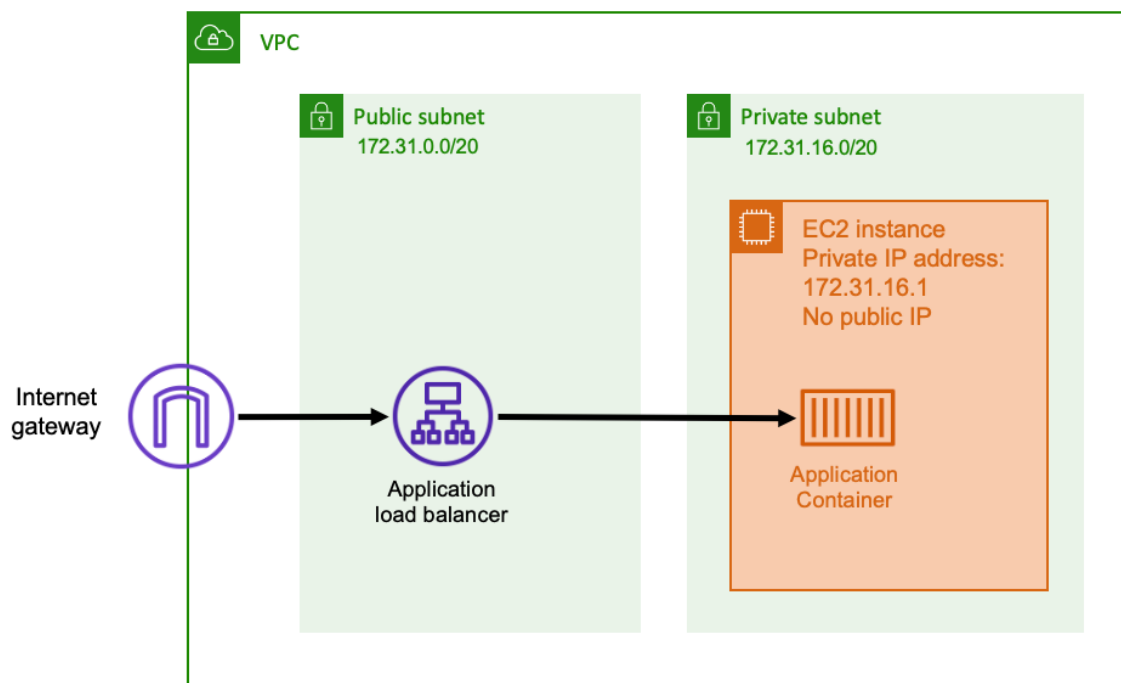 VPC
Public subnet
172.31.0.0/20
Private subnet
172.31.16.0/20
EC2 instance
Private IP address:
172.31.16.1
No public IP
Internet
gateway
Application
load balancer
Application
Container